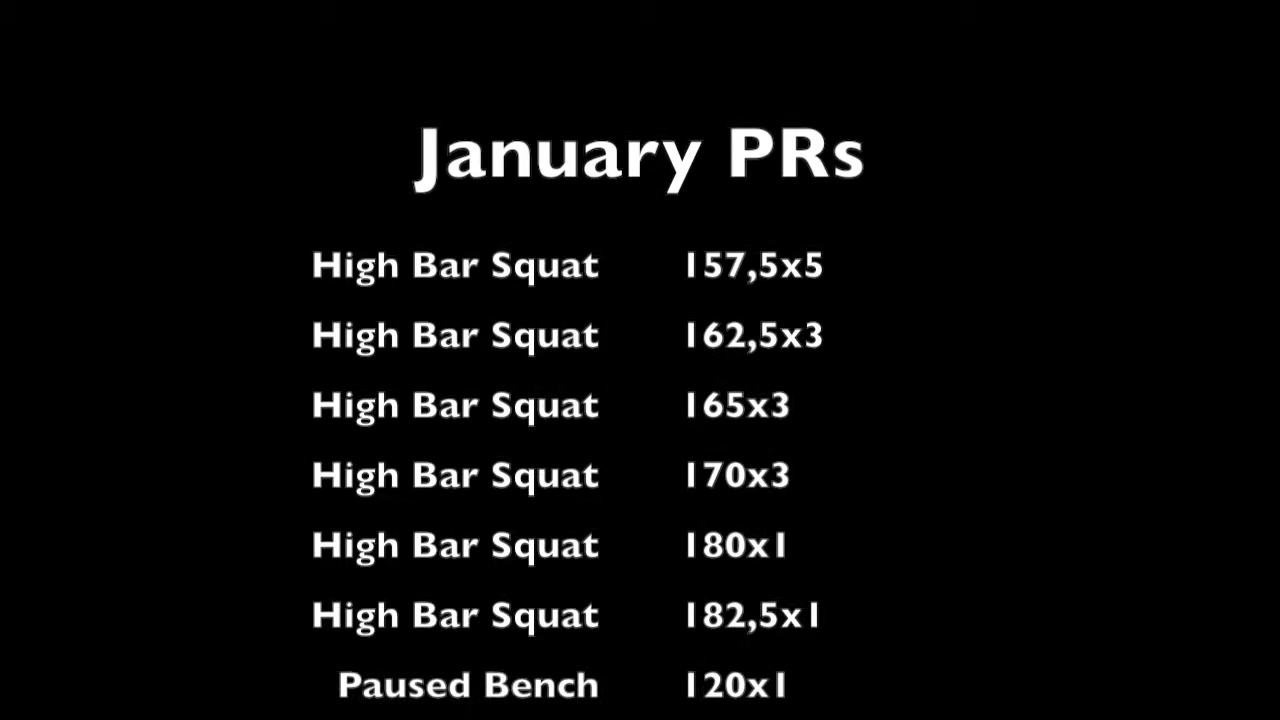 January PRs
High Bar Squat 157,5x5
High Bar Squat 162,5x3
High Bar Squat 165x3
High Bar Squat 170x3
High Bar Squat 180x1
High Bar Squat 182,5x1
Paused Bench 120x1